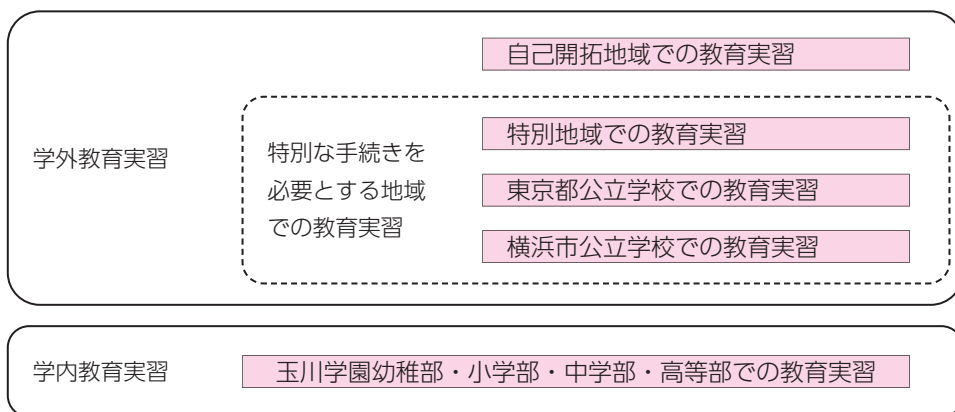 自己開拓地域での教育実習
学外教育実習
特別な手続きを
必要とする地域
での教育実習
特別地域での教育実習
東京都公立学校での教育実習
横浜市公立学校での教育実習
学内教育実習
玉川学園幼稚部・小学部・中学部・高等部での教育実習